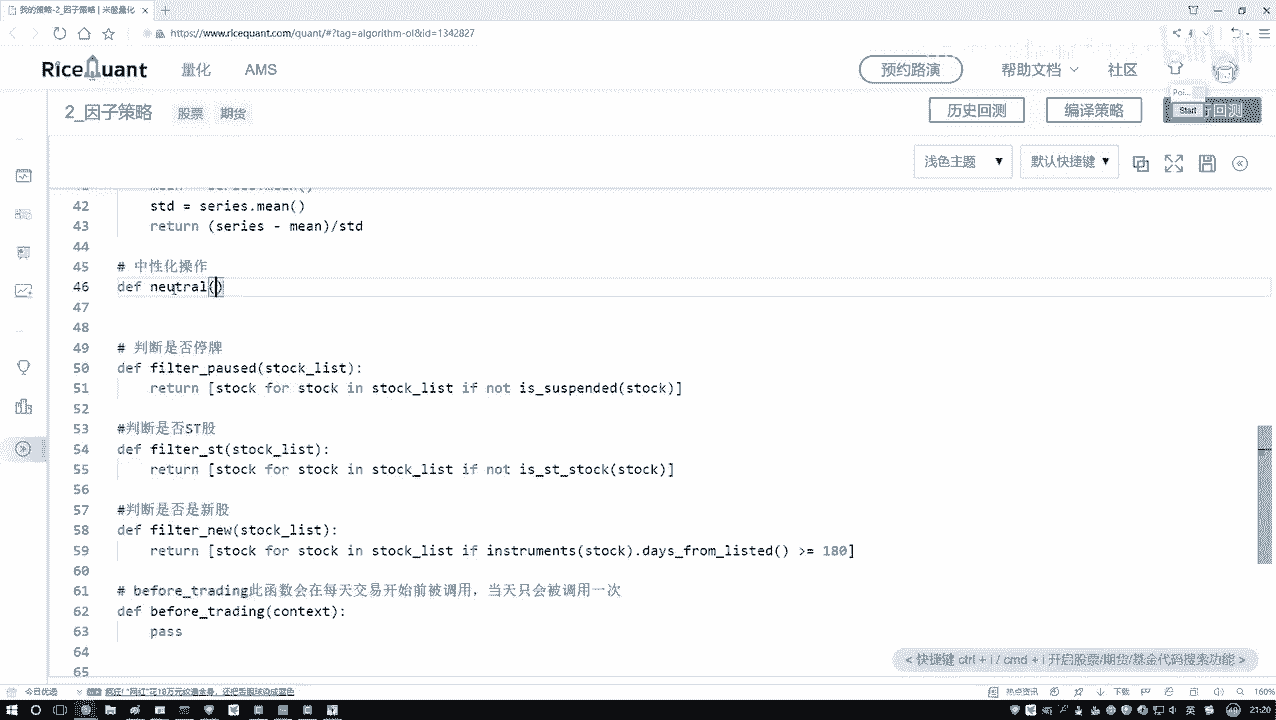 我的策略-2_因子策略 | 米筐量化
https://www.ricequant.com/quant/#?tag=algorithm-ol&id=1342827
RiceQuant 量化 AMS 预约路演 帮助文档 社区
Poi...
Start
2_因子策略 股票 期货 历史回测 编译策略 回测
浅色主题 ▼ 默认快捷键 ▼
42 std = series.mean()
43 return (series - mean)/std
44
45 # 中性化操作
46 def neutral()
47
48
49 # 判断是否停牌
50 def filter_paused(stock_list):
51 return [stock for stock in stock_list if not is_suspended(stock)]
52
53 #判断是否ST股
54 def filter_st(stock_list):
55 return [stock for stock in stock_list if not is_st_stock(stock)]
56
57 #判断是否是新股
58 def filter_new(stock_list):
59 return [stock for stock in stock_list if instruments(stock).days_from_listed() >= 180]
60
61 # before_trading此函数会在每天交易开始前被调用，当天只会被调用一次
62 def before_trading(context):
63 pass
64
65
< 快捷键 ctrl + i / cmd + i 开启股票/期货/基金代码搜索功能 >
今日优选
热点资讯 下载 160%
英 21:20